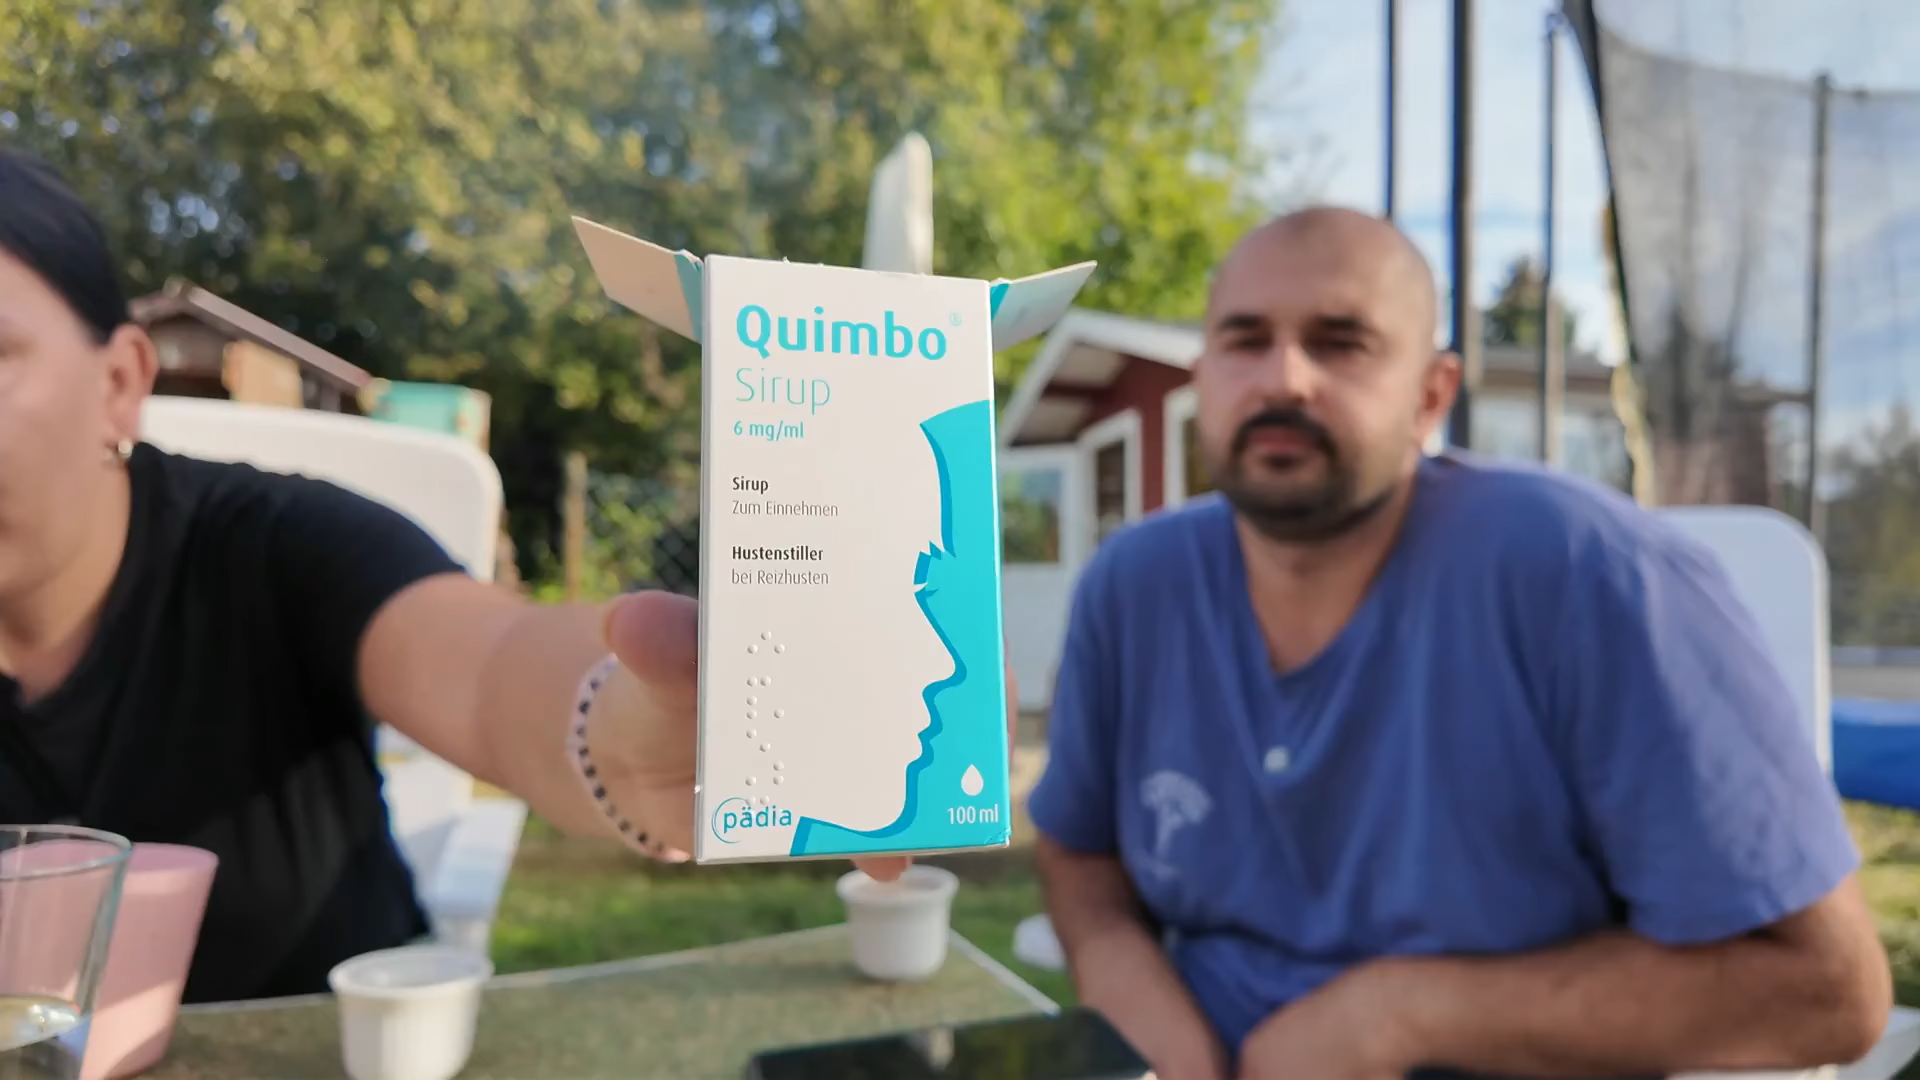 Quimbo®
Sirup
6 mg/ml
Sirup
Zum Einnehmen
Hustenstiller
bei Reizhusten
pädia
100 ml